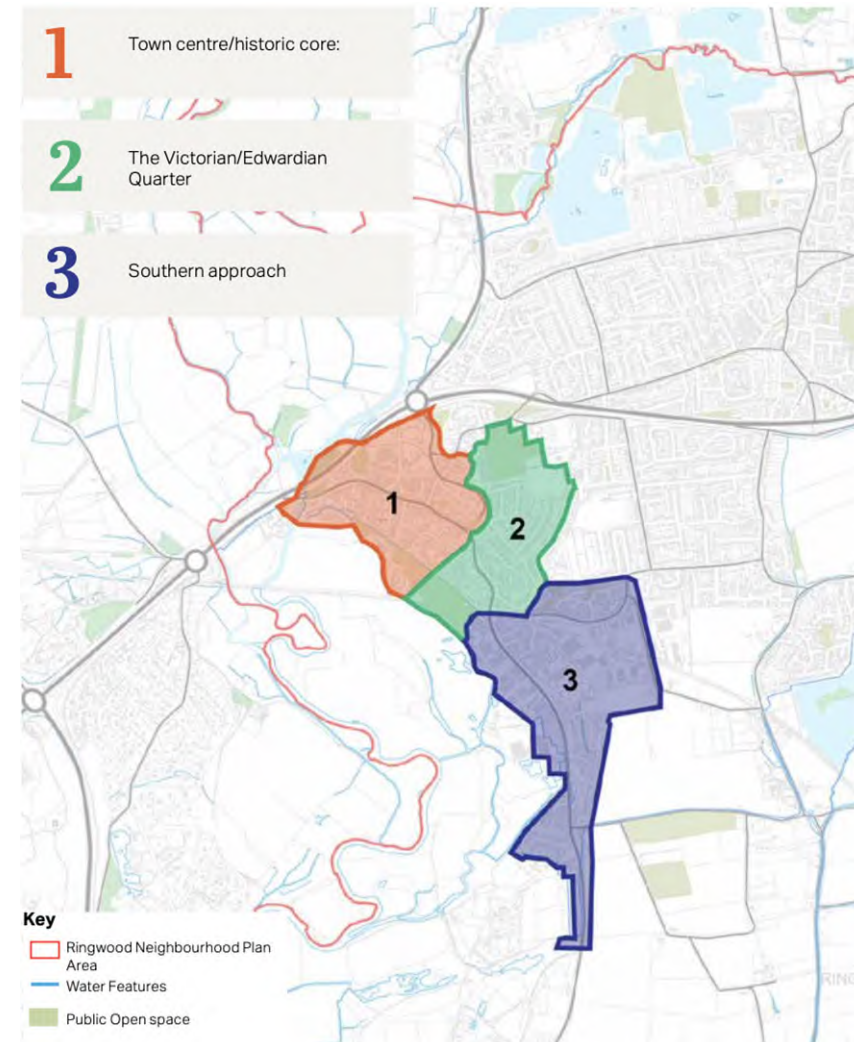 1
Town centre/historic core:
2
The Victorian/Edwardian
Quarter
3
Southern approach
1
2
3
Key
Ringwood Neighbourhood Plan
Area
Water Features
Public Open space